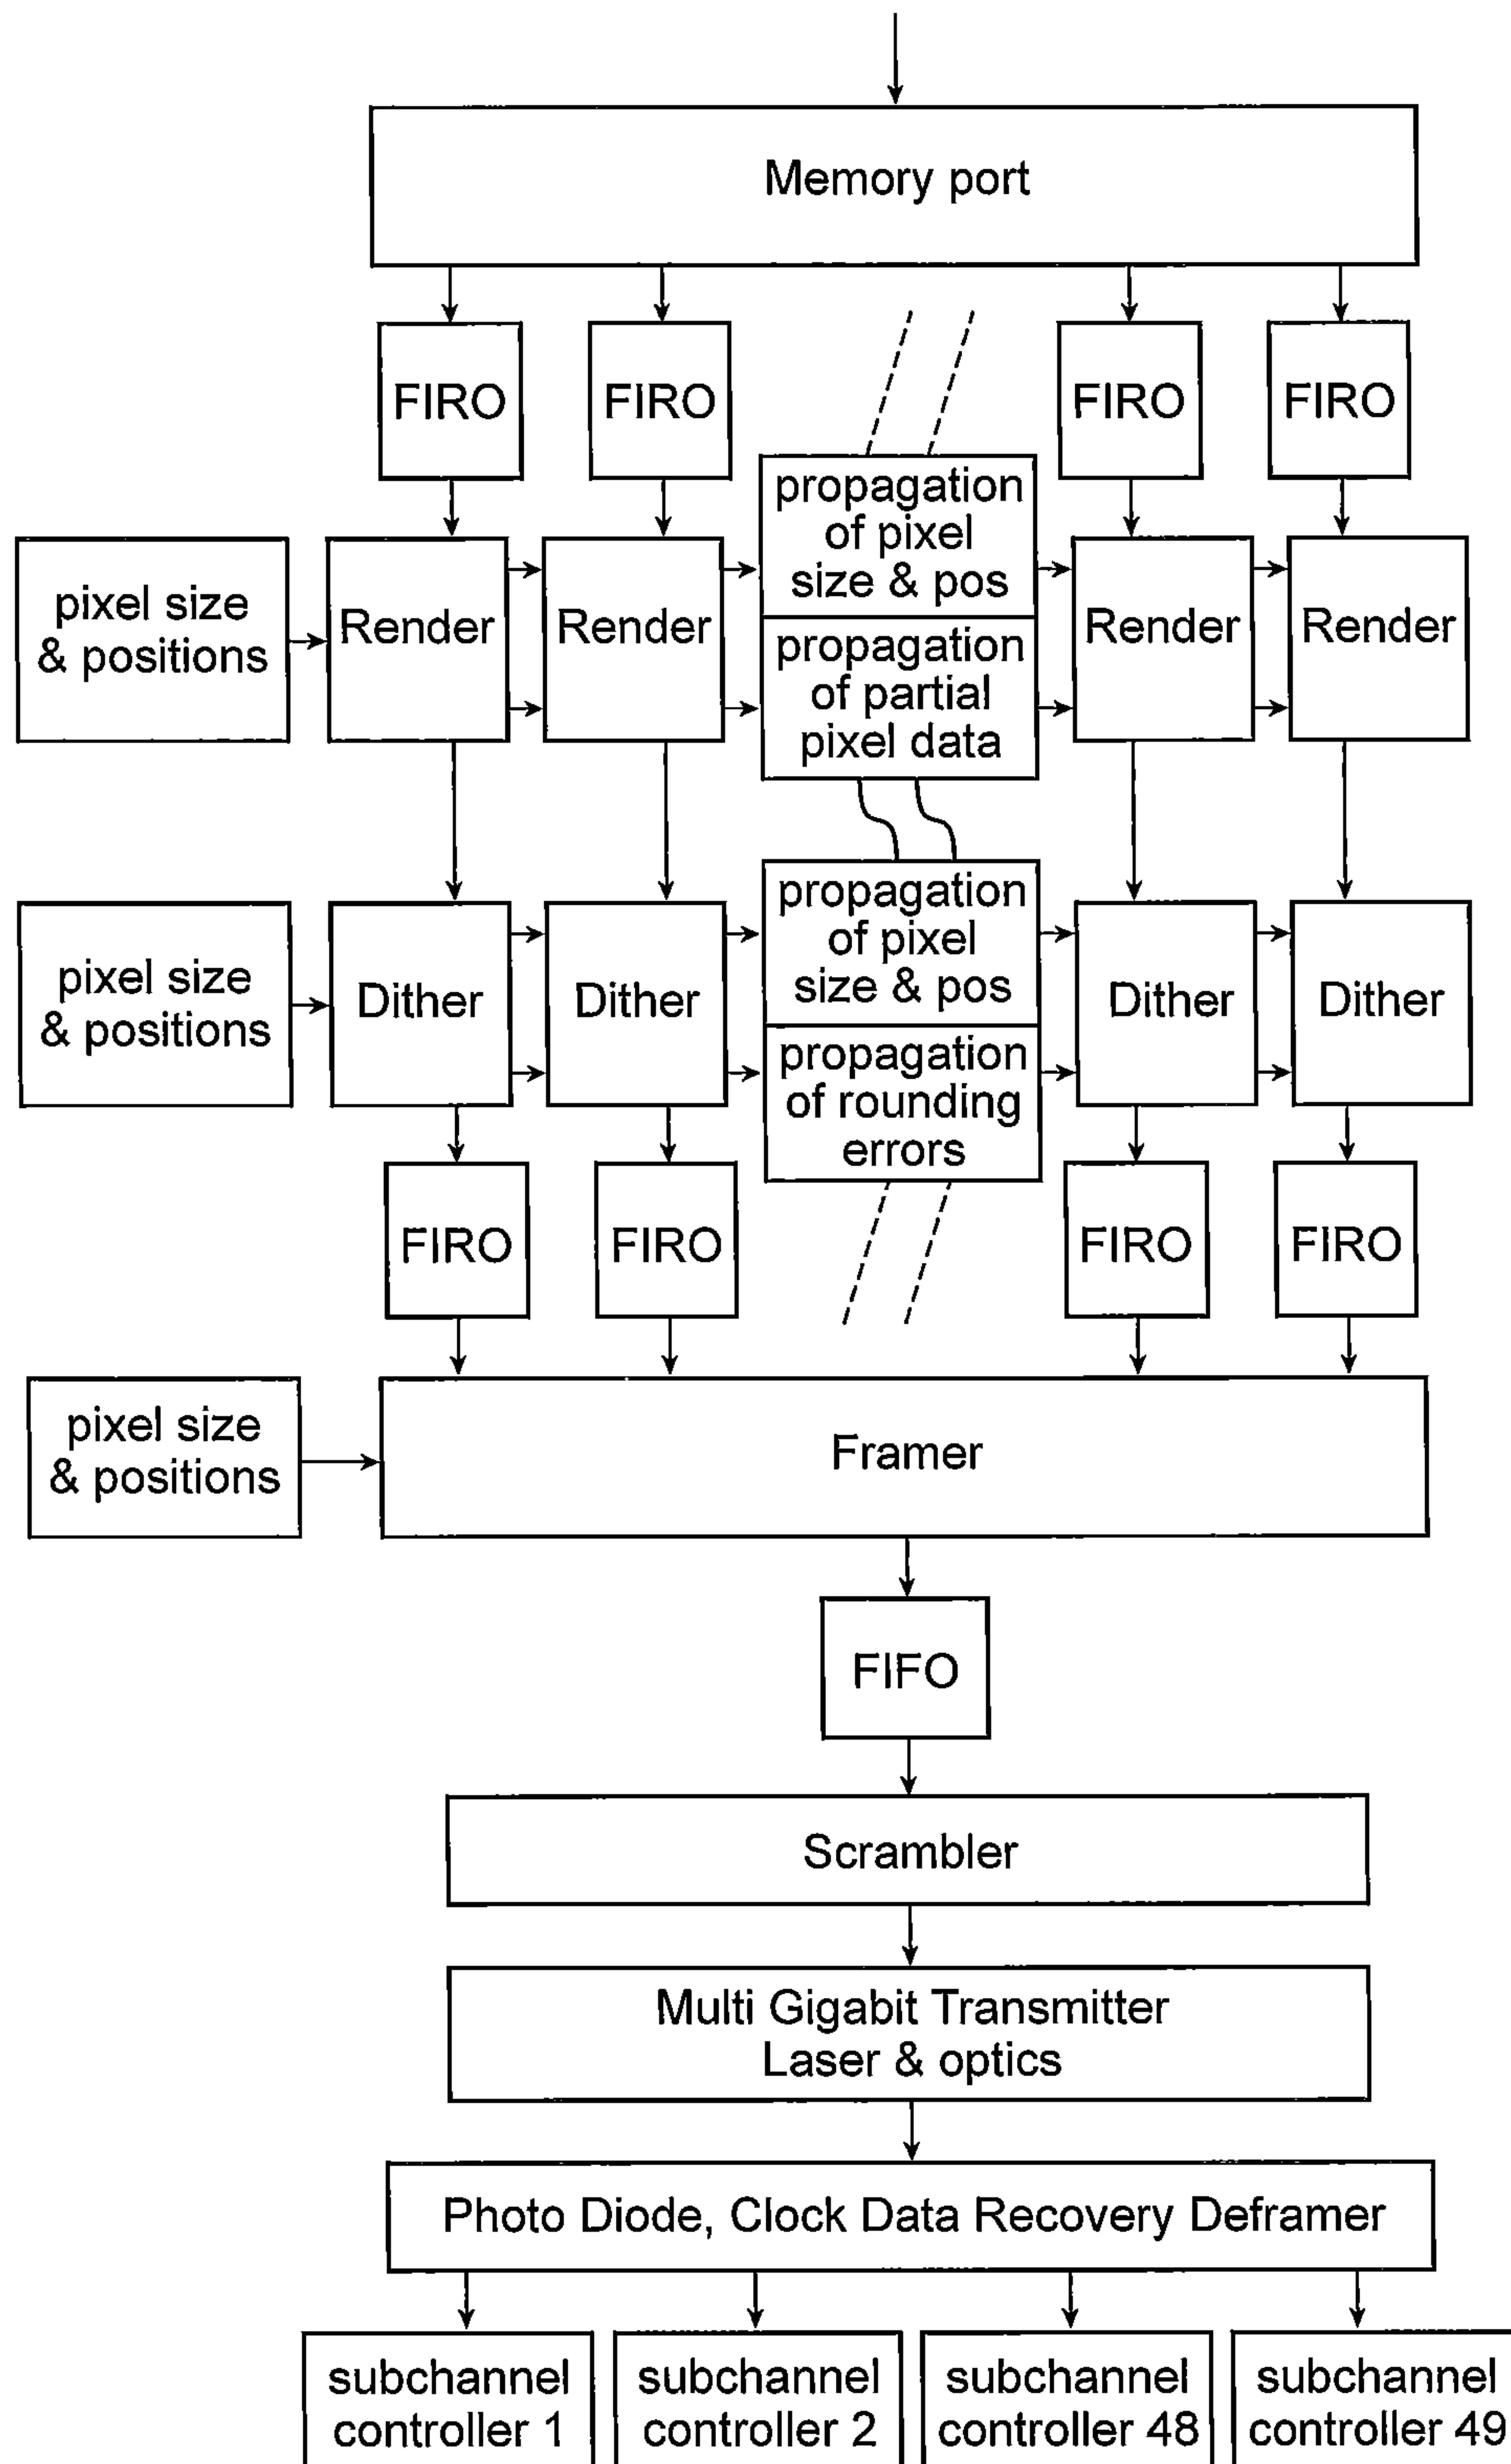 Memory port
FIRO
FIRO
FIRO
FIRO
propagation
of pixel
size & pos
pixel size
& positions
Render
Render
propagation
of partial
pixel data
Render
Render
propagation
of pixel
size & pos
pixel size
& positions
Dither
Dither
Dither
Dither
propagation
of rounding
errors
FIRO
FIRO
FIRO
FIRO
pixel size
& positions
Framer
FIFO
Scrambler
Multi Gigabit Transmitter
Laser & optics
Photo Diode, Clock Data Recovery Deframer
subchannel
controller 1
subchannel
controller 2
subchannel
controller 48
subchannel
controller 49